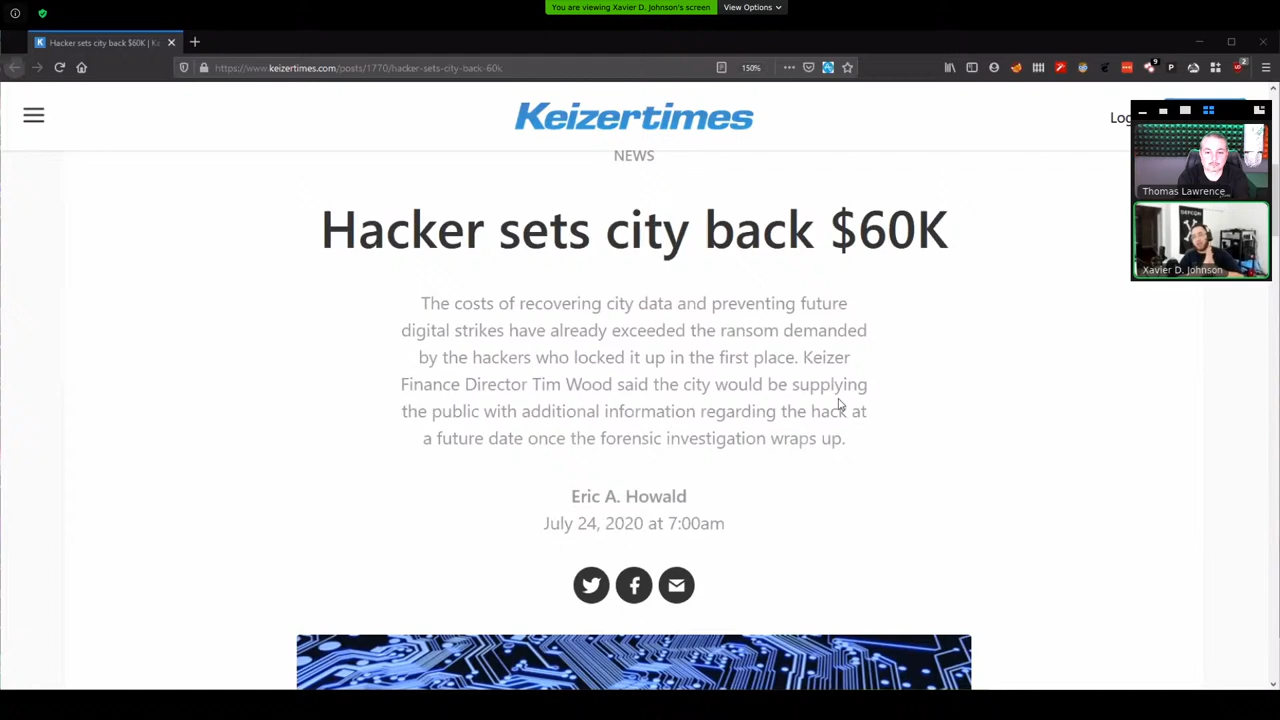 You are viewing Xavier D. Johnson's screen
View Options
Hacker sets city back $60K | Ke
https://www.keizertimes.com/posts/1770/hacker-sets-city-back-60k
150%
9
P
2
Keizertimes
Log
NEWS
Hacker sets city back $60K
The costs of recovering city data and preventing future
digital strikes have already exceeded the ransom demanded
by the hackers who locked it up in the first place. Keizer
Finance Director Tim Wood said the city would be supplying
the public with additional information regarding the hack at
a future date once the forensic investigation wraps up.
Eric A. Howald
July 24, 2020 at 7:00am
Thomas Lawrence_
DEFCON
Xavier D. Johnson